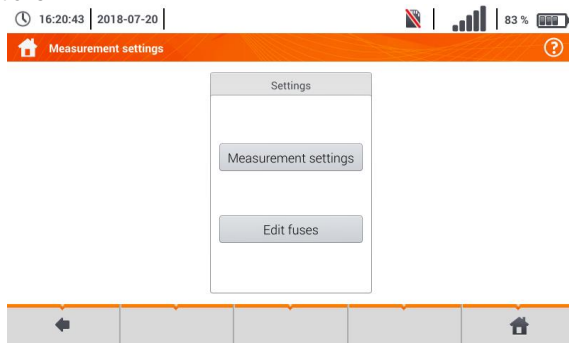 16:20:43 2018-07-20 83 %
Measurement settings ?
Settings
Measurement settings
Edit fuses